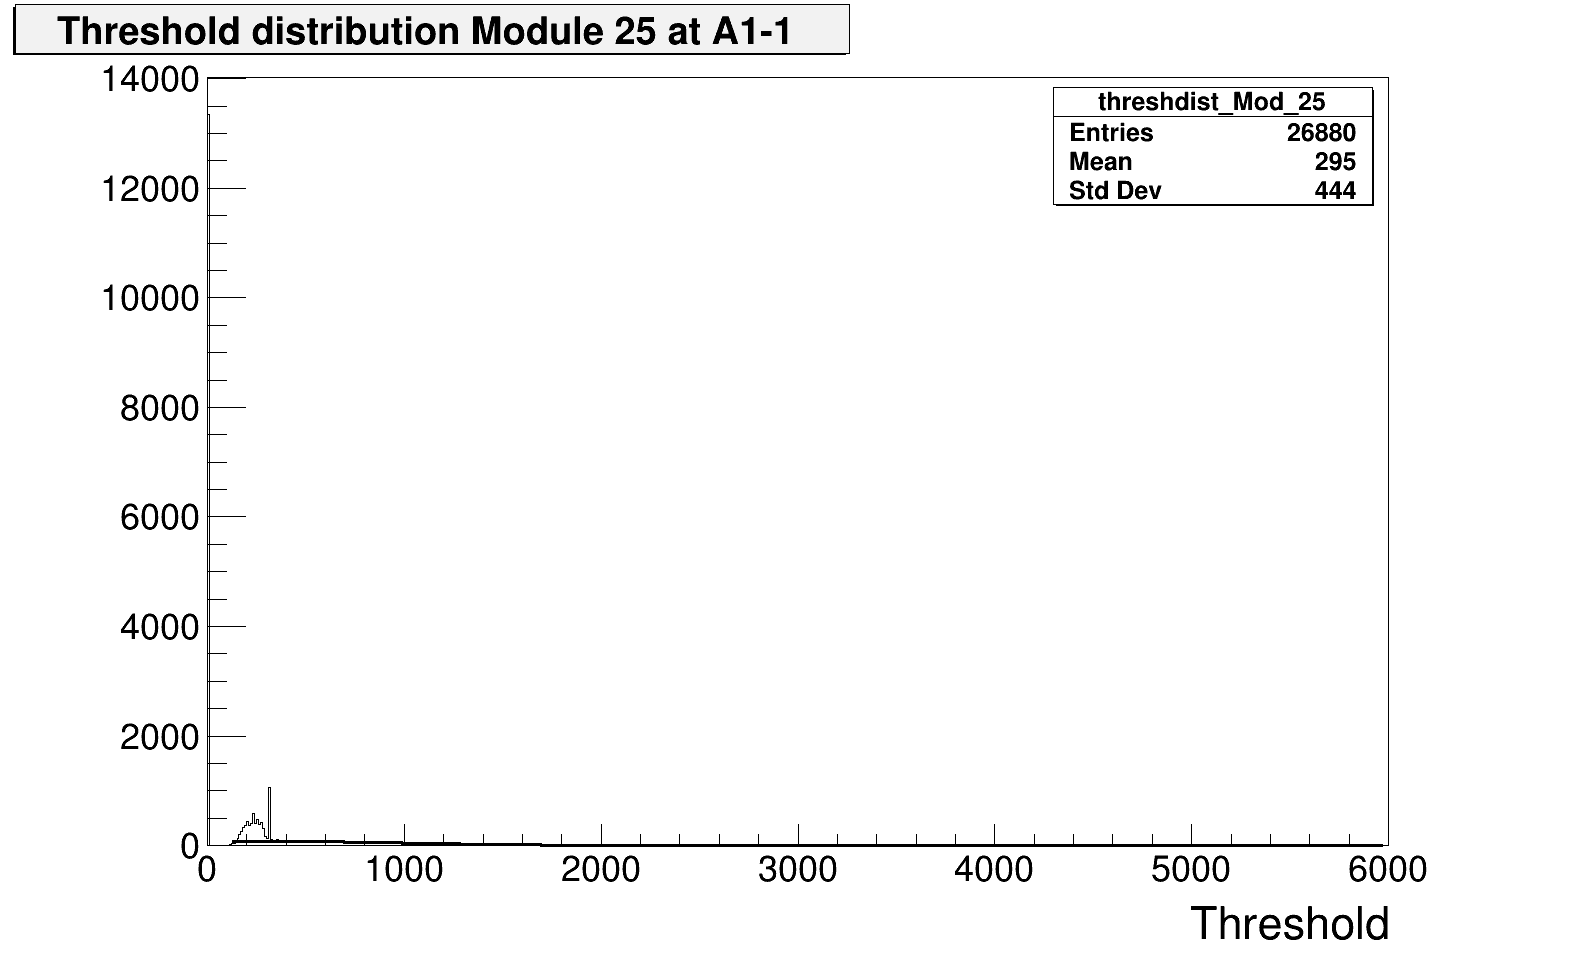 Threshold distribution Module 25 at A1-1
threshdist_Mod_25
Entries 26880
Mean 295
Std Dev 444
14000
12000
10000
8000
6000
4000
2000
0
0 1000 2000 3000 4000 5000 6000
Threshold